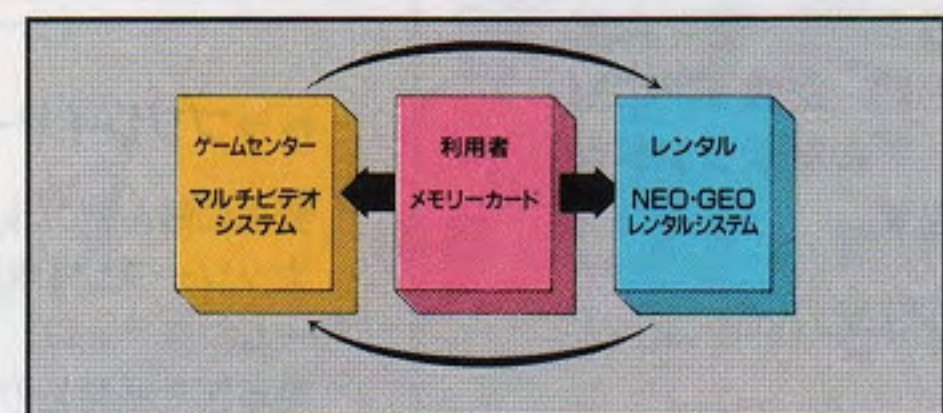 ゲームセンター
マルチビデオ
システム
利用者
メモリーカード
レンタル
NEO・GEO
レンタルシステム